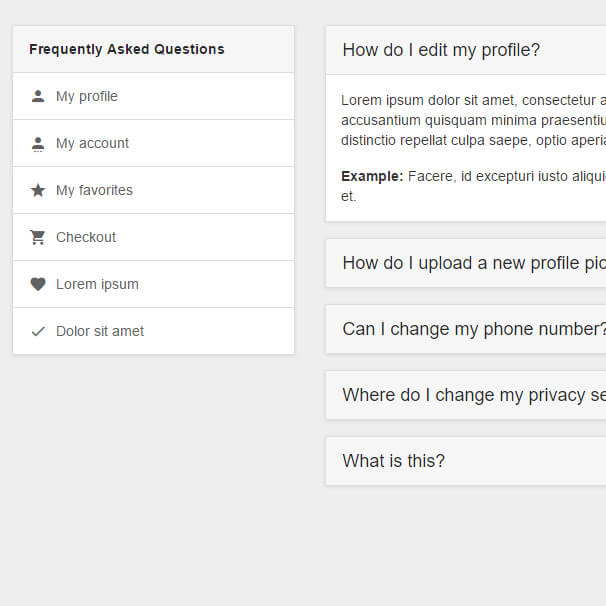 Frequently Asked Questions
My profile
My account
My favorites
Checkout
Lorem ipsum
Dolor sit amet
How do I edit my profile?
Lorem ipsum dolor sit amet, consectetur a
accusantium quisquam minima praesentiu
distinctio repellat culpa saepe, optio aperia
Example: Facere, id excepturi iusto aliqui
et.
How do I upload a new profile pic
Can I change my phone number?
Where do I change my privacy se
What is this?